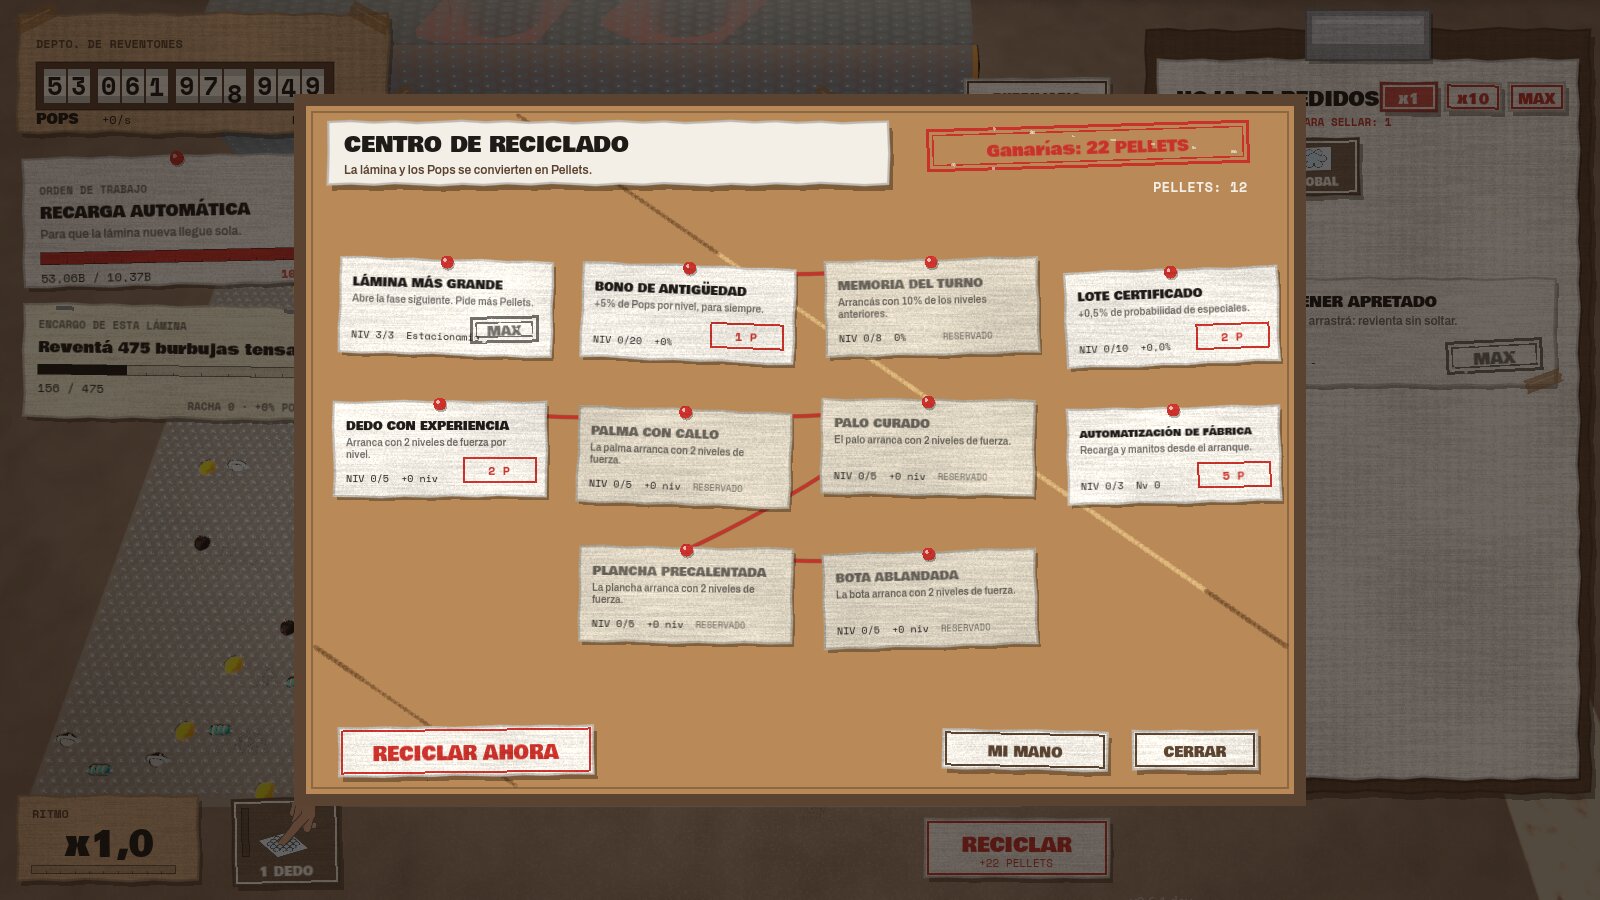 DEPTO. DE REVENTONES
53 061 978 949
POPS +0/s
ORDEN DE TRABAJO
RECARGA AUTOMÁTICA
Para que la lámina nueva llegue sola.
53,06B / 10,37B
ENCARGO DE ESTA LÁMINA
Reventá 475 burbujas tensa
156 / 475
RACHA 0 · +0% PO
RITMO
x1,0
1 DEDO
CENTRO DE RECICLADO
La lámina y los Pops se convierten en Pellets.
Ganarías: 22 PELLETS
PELLETS: 12
LÁMINA MÁS GRANDE
Abre la fase siguiente. Pide más Pellets.
NIV 3/3 Estacionami
MAX
BONO DE ANTIGÜEDAD
+5% de Pops por nivel, para siempre.
NIV 0/20 +0%
1 P
MEMORIA DEL TURNO
Arrancás con 10% de los niveles
anteriores.
NIV 0/8 0% RESERVADO
LOTE CERTIFICADO
+0,5% de probabilidad de especiales.
NIV 0/10 +0,0%
2 P
DEDO CON EXPERIENCIA
Arranca con 2 niveles de fuerza por
nivel.
NIV 0/5 +0 niv
2 P
PALMA CON CALLO
La palma arranca con 2 niveles de
fuerza.
NIV 0/5 +0 niv RESERVADO
PALO CURADO
El palo arranca con 2 niveles de fuerza.
NIV 0/5 +0 niv RESERVADO
AUTOMATIZACIÓN DE FÁBRICA
Recarga y manitos desde el arranque.
NIV 0/3 Nv 0
5 P
PLANCHA PRECALENTADA
La plancha arranca con 2 niveles de
fuerza.
NIV 0/5 +0 niv RESERVADO
BOTA ABLANDADA
La bota arranca con 2 niveles de fuerza.
NIV 0/5 +0 niv RESERVADO
RECICLAR AHORA
MI MANO
CERRAR
RECICLAR
+22 PELLETS
EDIDOS
x1
x10
MAX
ARA SELLAR: 1
OBAL
ENER APRETADO
arrastrá: revienta sin soltar.
MAX